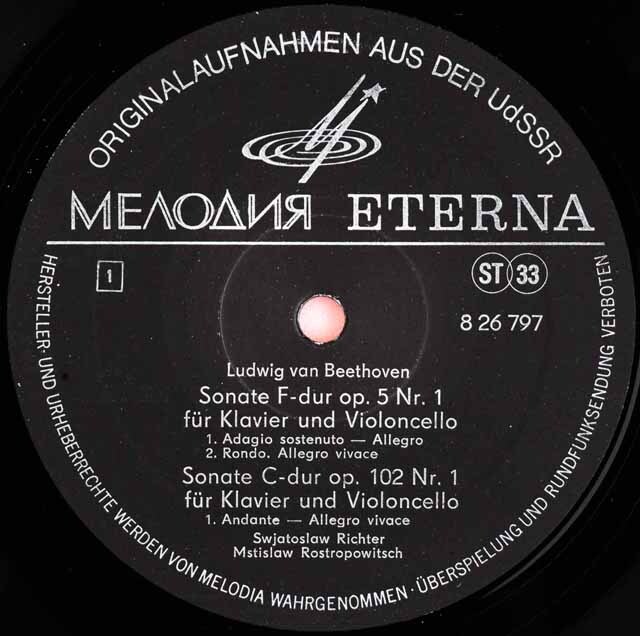 ORIGINALAUFNAHMEN AUS DER UdSSR
МЕЛОДИЯ ETERNA
1
ST 33
8 26 797
Ludwig van Beethoven
Sonate F-dur op. 5 Nr. 1
für Klavier und Violoncello
1. Adagio sostenuto — Allegro
2. Rondo. Allegro vivace
Sonate C-dur op. 102 Nr. 1
für Klavier und Violoncello
1. Andante — Allegro vivace
Swjatoslaw Richter
Mstislaw Rostropowitsch
HERSTELLER- UND URHEBERRECHTE WERDEN VON MELODIA WAHRGENOMMEN · ÜBERSPIELUNG UND RUNDFUNKSENDUNG VERBOTEN